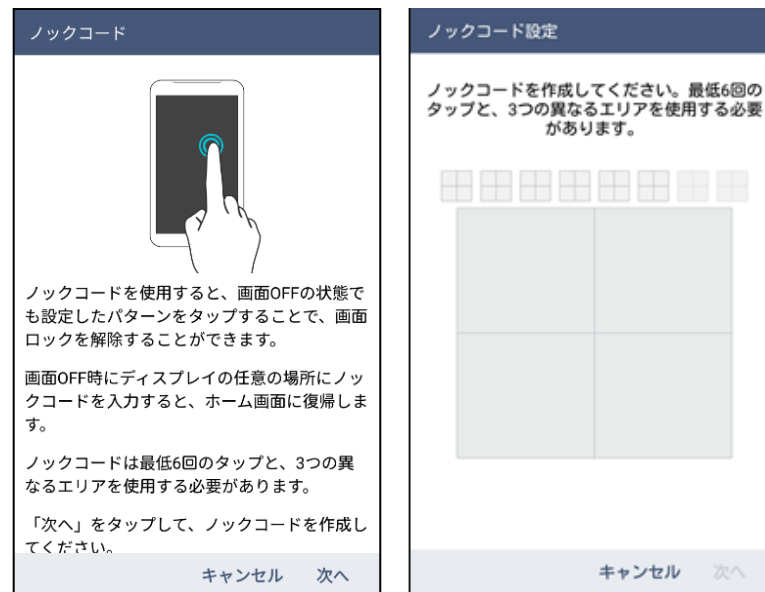 ノックコード
ノックコードを使用すると、画面OFFの状態で
も設定したパターンをタップすることで、画面
ロックを解除することができます。
画面OFF時にディスプレイの任意の場所にノッ
クコードを入力すると、ホーム画面に復帰しま
す。
ノックコードは最低6回のタップと、3つの異
なるエリアを使用する必要があります。
「次へ」をタップして、ノックコードを作成し
てください。
キャンセル 次へ
ノックコード設定
ノックコードを作成してください。最低6回の
タップと、3つの異なるエリアを使用する必要
があります。
キャンセル 次へ